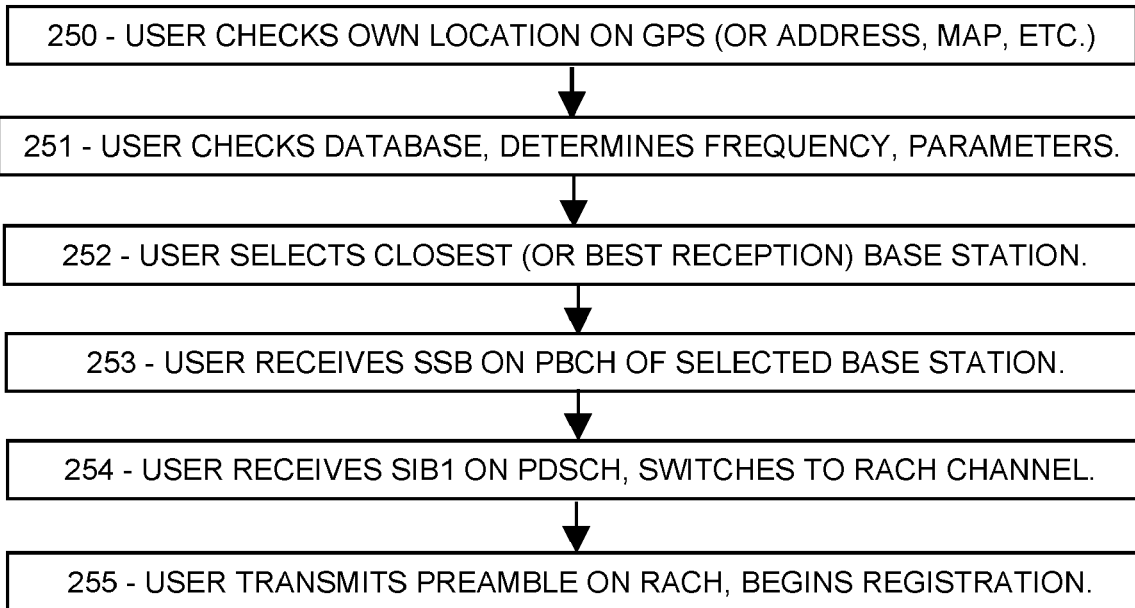 250 - USER CHECKS OWN LOCATION ON GPS (OR ADDRESS, MAP, ETC.)
251 - USER CHECKS DATABASE, DETERMINES FREQUENCY, PARAMETERS.
252 - USER SELECTS CLOSEST (OR BEST RECEPTION) BASE STATION.
253 - USER RECEIVES SSB ON PBCH OF SELECTED BASE STATION.
254 - USER RECEIVES SIB1 ON PDSCH, SWITCHES TO RACH CHANNEL.
255 - USER TRANSMITS PREAMBLE ON RACH, BEGINS REGISTRATION.